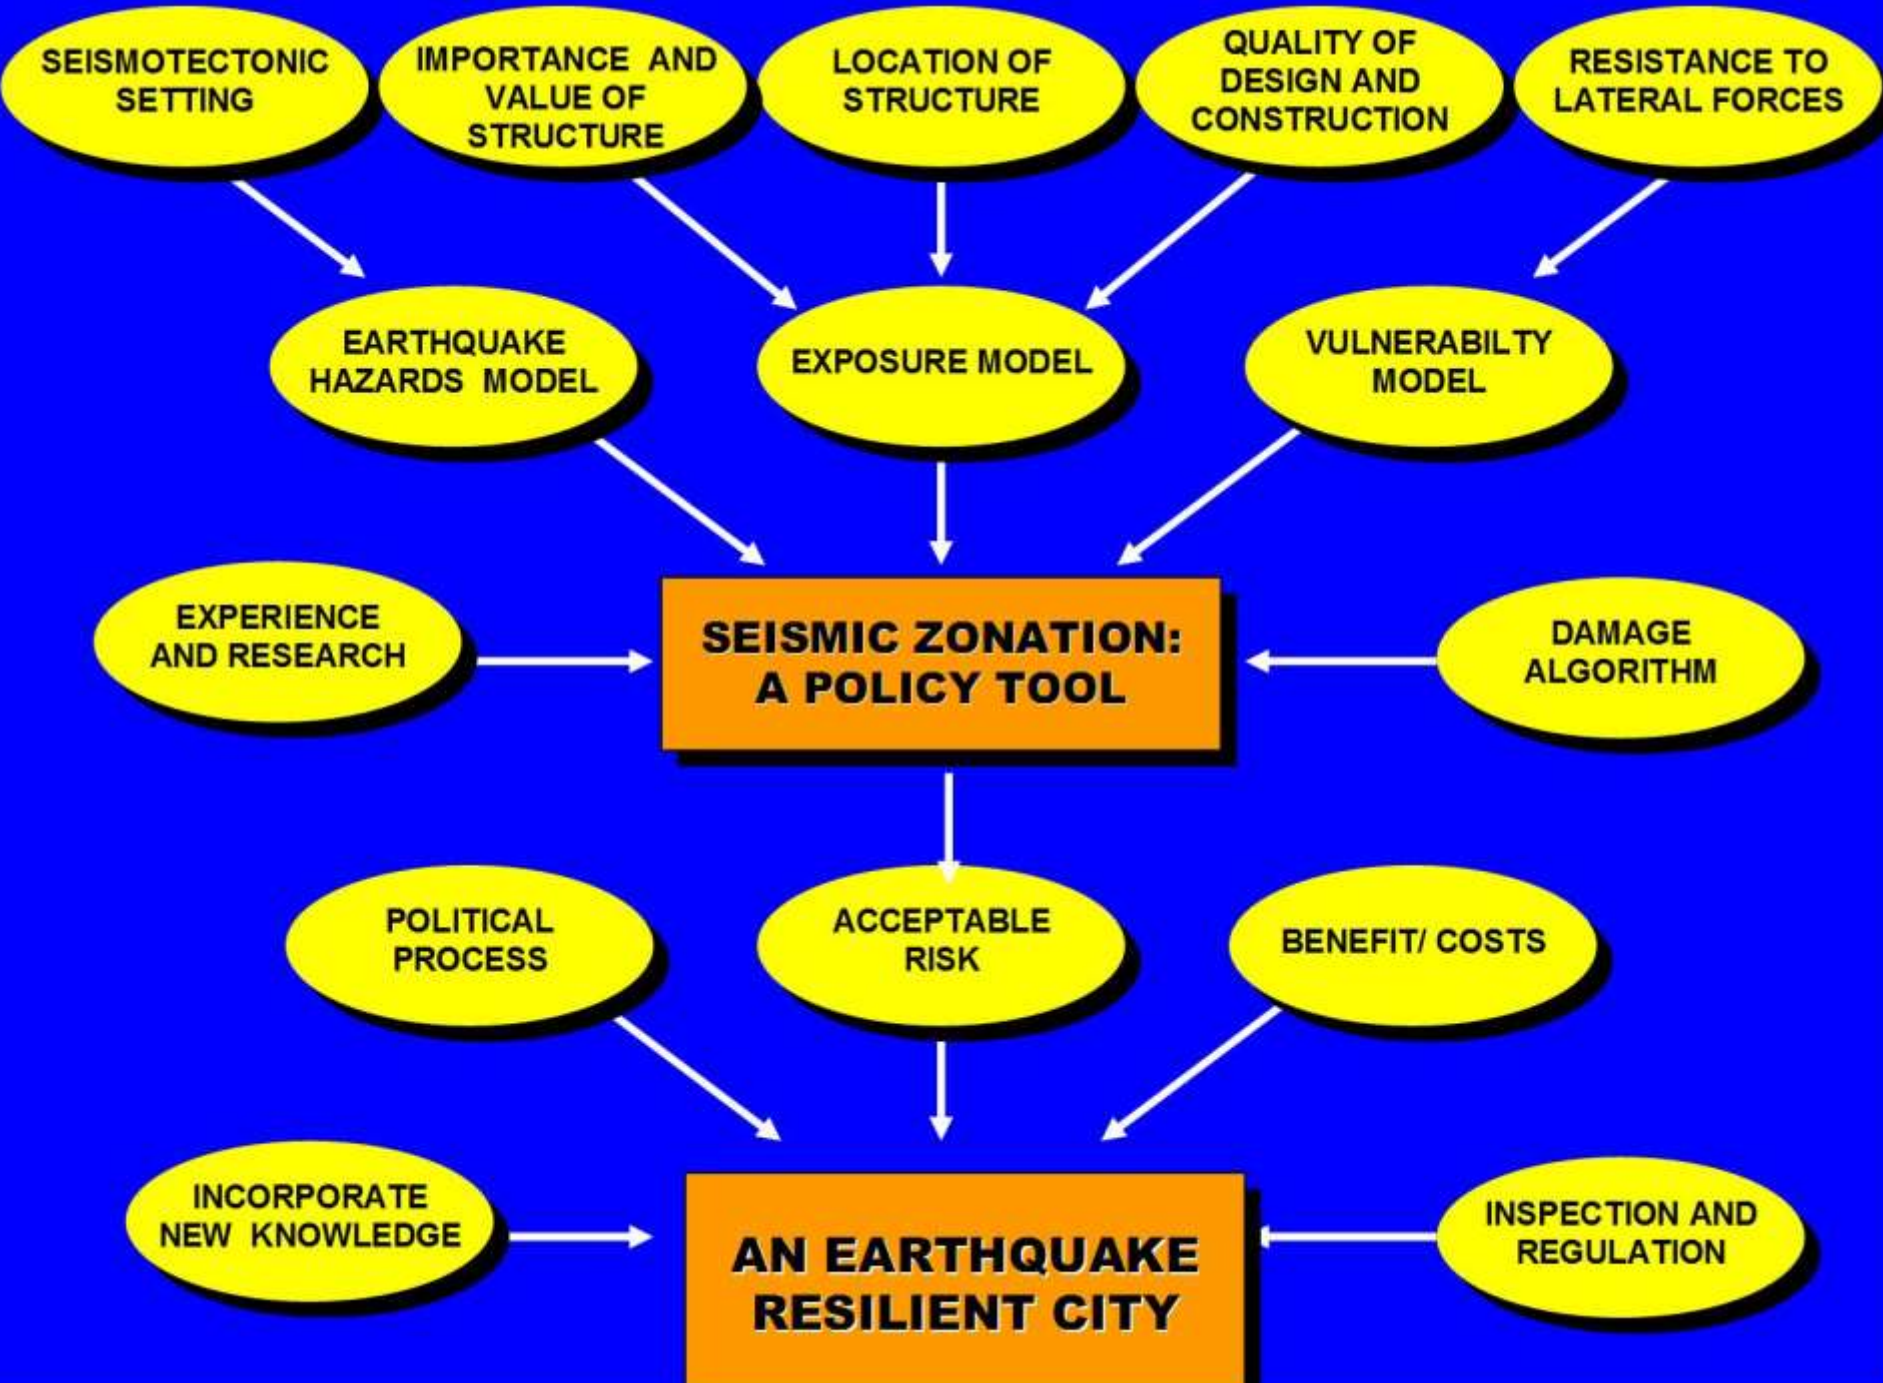 SEISMOTECTONIC
SETTING
IMPORTANCE AND
VALUE OF
STRUCTURE
LOCATION OF
STRUCTURE
QUALITY OF
DESIGN AND
CONSTRUCTION
RESISTANCE TO
LATERAL FORCES
EARTHQUAKE
HAZARDS MODEL
EXPOSURE MODEL
VULNERABILTY
MODEL
EXPERIENCE
AND RESEARCH
SEISMIC ZONATION:
A POLICY TOOL
DAMAGE
ALGORITHM
POLITICAL
PROCESS
ACCEPTABLE
RISK
BENEFIT/ COSTS
INCORPORATE
NEW KNOWLEDGE
AN EARTHQUAKE
RESILIENT CITY
INSPECTION AND
REGULATION